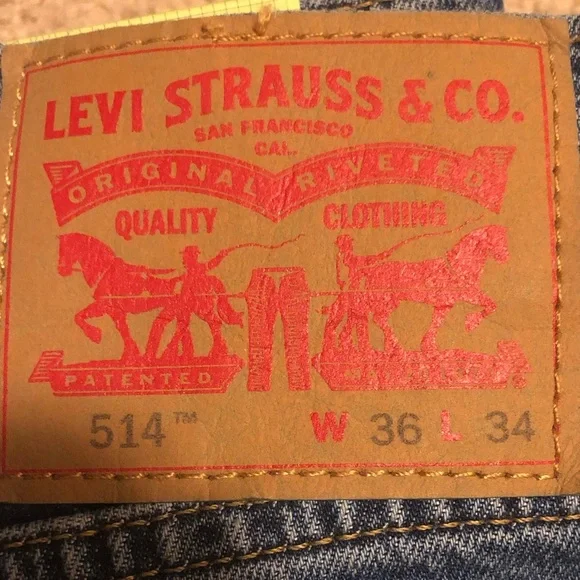 LEVI STRAUSS & CO.
SAN FRANCISCO
CAL.
ORIGINAL RIVETED
QUALITY CLOTHING
PATENTED
514™ W 36 L 34